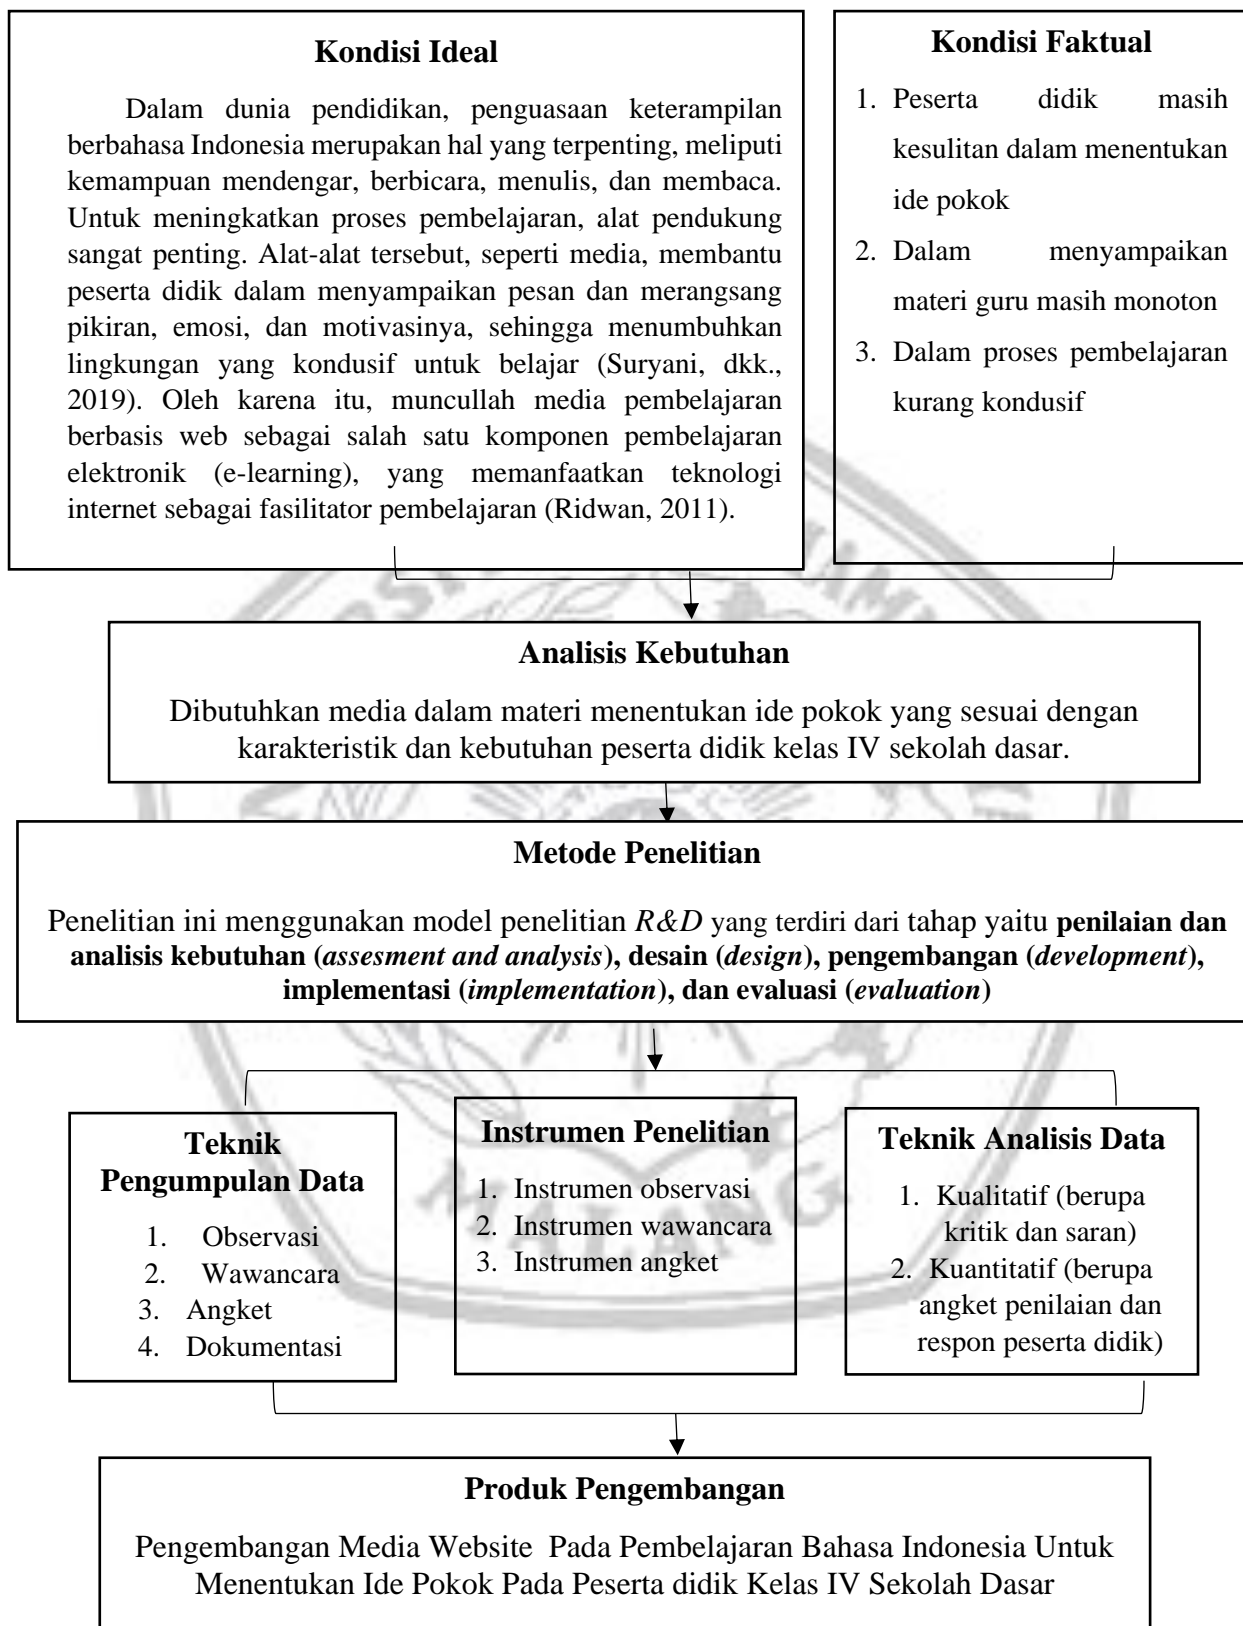 Kondisi Ideal
Dalam dunia pendidikan, penguasaan keterampilan
berbahasa Indonesia merupakan hal yang terpenting, meliputi
kemampuan mendengar, berbicara, menulis, dan membaca.
Untuk meningkatkan proses pembelajaran, alat pendukung
sangat penting. Alat-alat tersebut, seperti media, membantu
peserta didik dalam menyampaikan pesan dan merangsang
pikiran, emosi, dan motivasinya, sehingga menumbuhkan
lingkungan yang kondusif untuk belajar (Suryani, dkk.,
2019). Oleh karena itu, muncullah media pembelajaran
berbasis web sebagai salah satu komponen pembelajaran
elektronik (e-learning), yang memanfaatkan teknologi
internet sebagai fasilitator pembelajaran (Ridwan, 2011).
Kondisi Faktual
1. Peserta didik masih
kesulitan dalam menentukan
ide pokok
2. Dalam menyampaikan
materi guru masih monoton
3. Dalam proses pembelajaran
kurang kondusif
Analisis Kebutuhan
Dibutuhkan media dalam materi menentukan ide pokok yang sesuai dengan
karakteristik dan kebutuhan peserta didik kelas IV sekolah dasar.
Metode Penelitian
Penelitian ini menggunakan model penelitian R&D yang terdiri dari tahap yaitu penilaian dan
analisis kebutuhan (assesment and analysis), desain (design), pengembangan (development),
implementasi (implementation), dan evaluasi (evaluation)
Teknik
Pengumpulan Data
1. Observasi
2. Wawancara
3. Angket
4. Dokumentasi
Instrumen Penelitian
1. Instrumen observasi
2. Instrumen wawancara
3. Instrumen angket
Teknik Analisis Data
1. Kualitatif (berupa
kritik dan saran)
2. Kuantitatif (berupa
angket penilaian dan
respon peserta didik)
MALANG
Produk Pengembangan
Pengembangan Media Website Pada Pembelajaran Bahasa Indonesia Untuk
Menentukan Ide Pokok Pada Peserta didik Kelas IV Sekolah Dasar